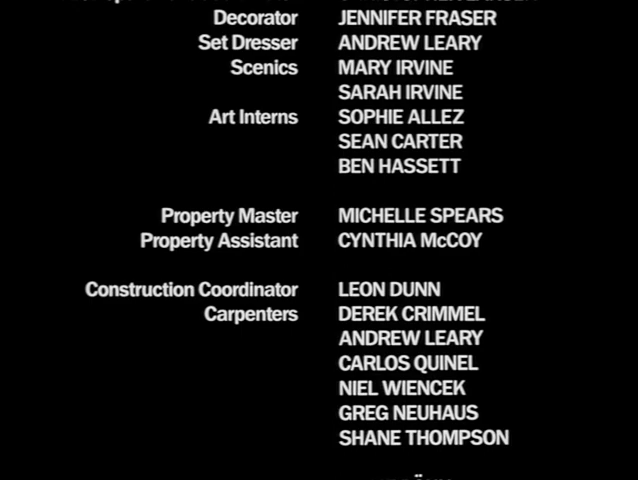 Decorator JENNIFER FRASER
Set Dresser ANDREW LEARY
Scenics MARY IRVINE
SARAH IRVINE
Art Interns SOPHIE ALLEZ
SEAN CARTER
BEN HASSETT
Property Master MICHELLE SPEARS
Property Assistant CYNTHIA McCOY
Construction Coordinator LEON DUNN
Carpenters DEREK CRIMMEL
ANDREW LEARY
CARLOS QUINEL
NIEL WIENCEK
GREG NEUHAUS
SHANE THOMPSON